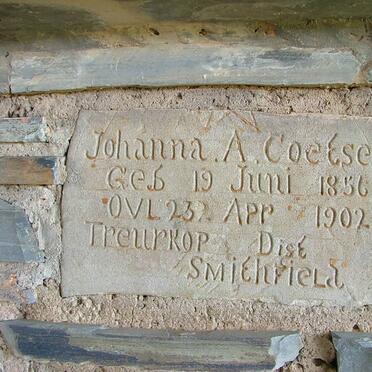 Johanna. A. Coetse
Geb 19 Juni 1856
OVL 23. Apr 1902
Treurkop Dist
Smithfield